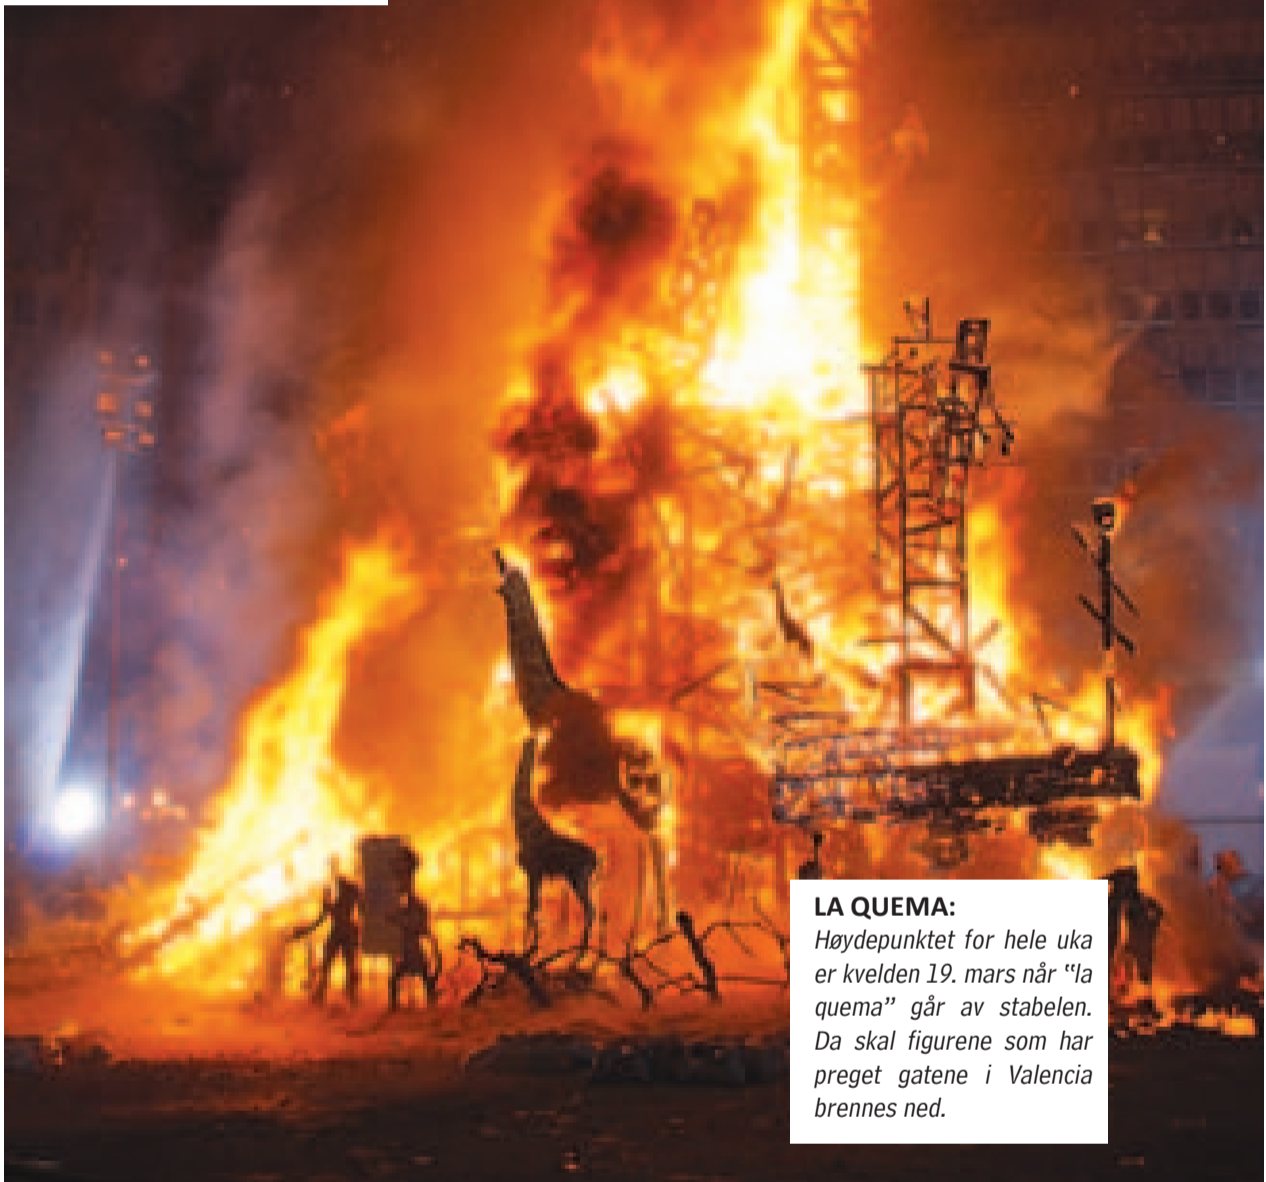 LA QUEMA:
Høydepunktet for hele uka
er kvelden 19. mars når “la
quema” går av stabelen.
Da skal figurene som har
preget gatene i Valencia
brennes ned.